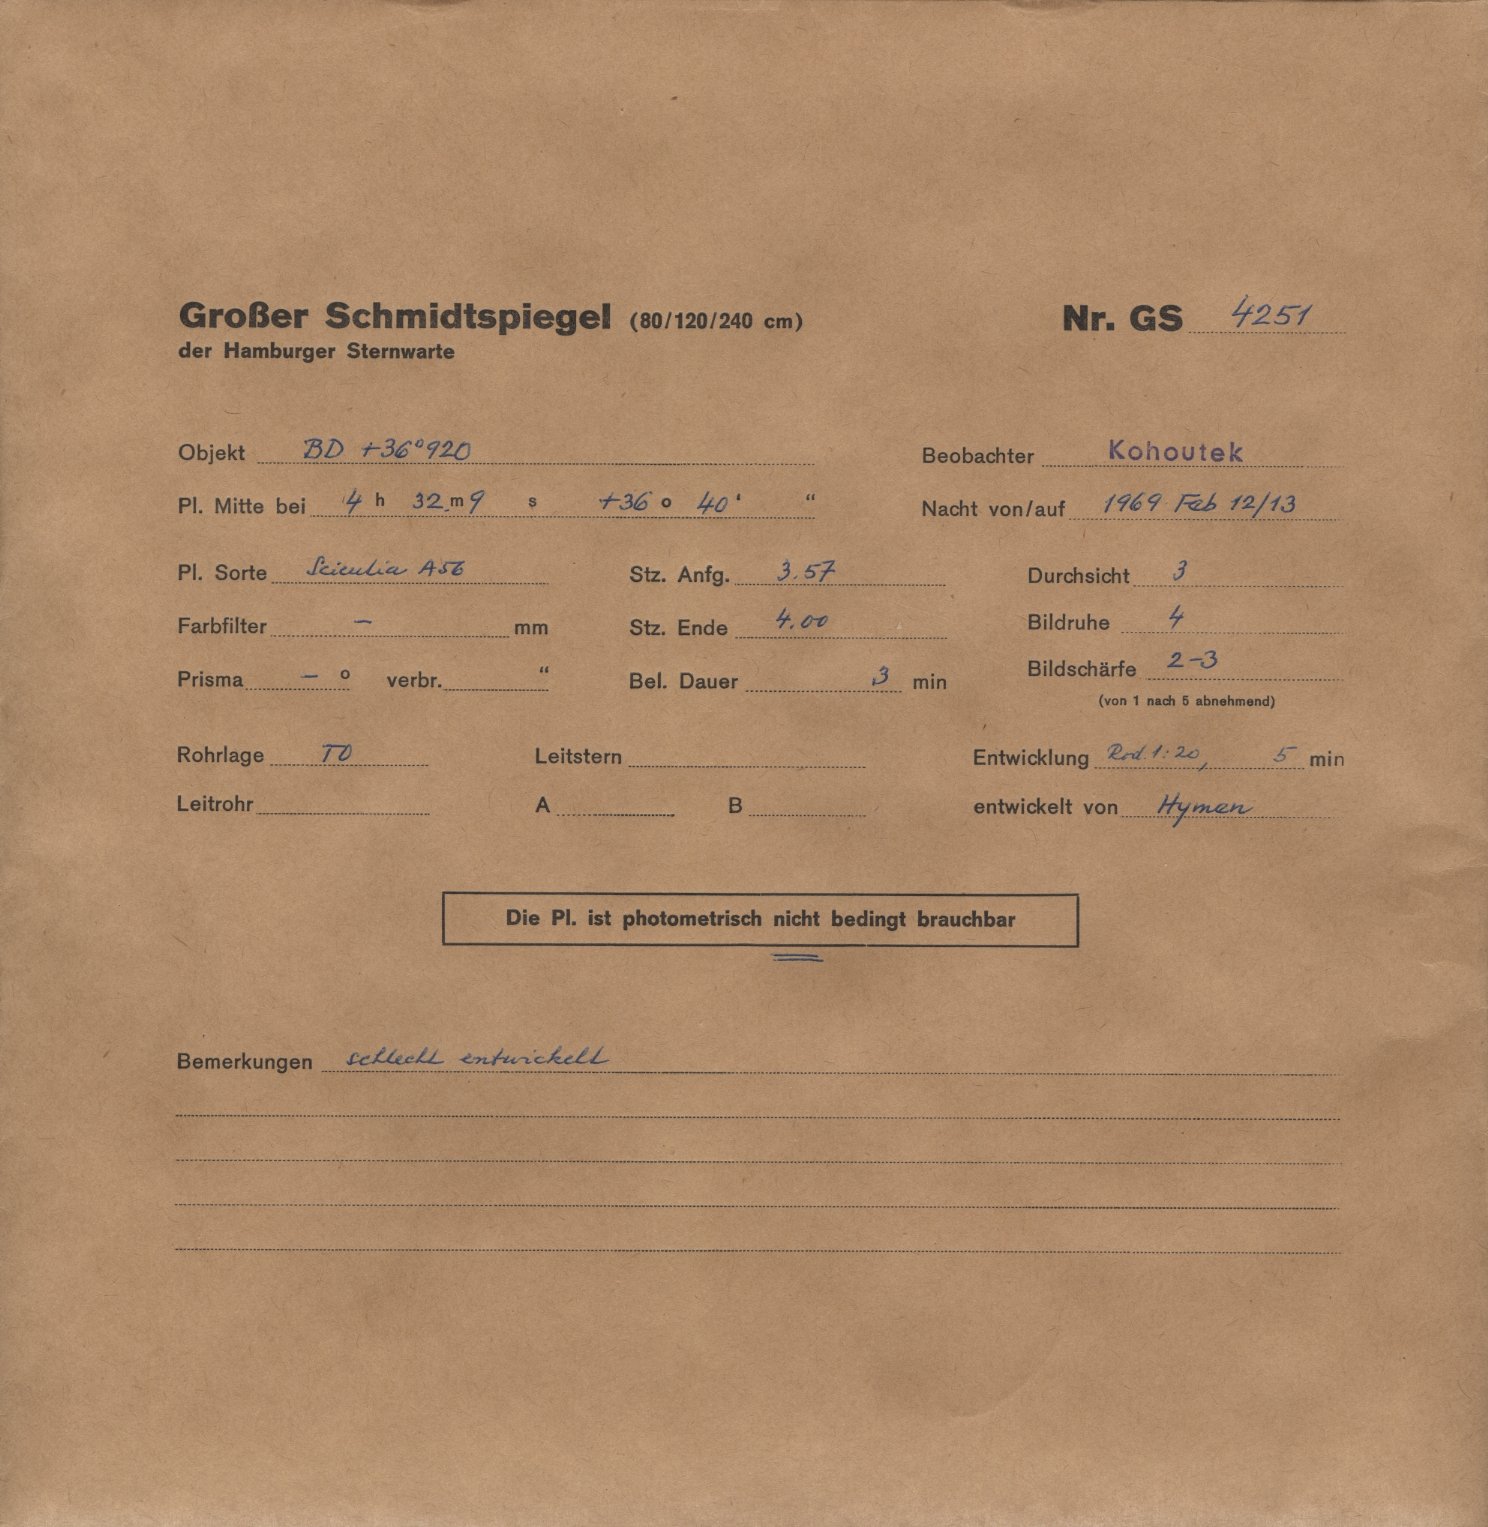 Großer Schmidtspiegel (80/120/240 cm) Nr. GS 4251
der Hamburger Sternwarte
Objekt BD +36°920 Beobachter Kohoutek
Pl. Mitte bei 4 h 32 m 9 s +36 o 40 ' “ Nacht von/auf 1969 Feb 12/13
Pl. Sorte Scientia A56 Stz. Anfg. 3.57 Durchsicht 3
Farbfilter – mm Stz. Ende 4.00 Bildruhe 4
Prisma – o verbr. “ Bel. Dauer 3 min Bildschärfe 2-3
(von 1 nach 5 abnehmend)
Rohrlage TO Leitstern Entwicklung Rod. 1:20, 5 min
Leitrohr A B entwickelt von Hymen
Die Pl. ist photometrisch nicht bedingt brauchbar
Bemerkungen schlecht entwickelt